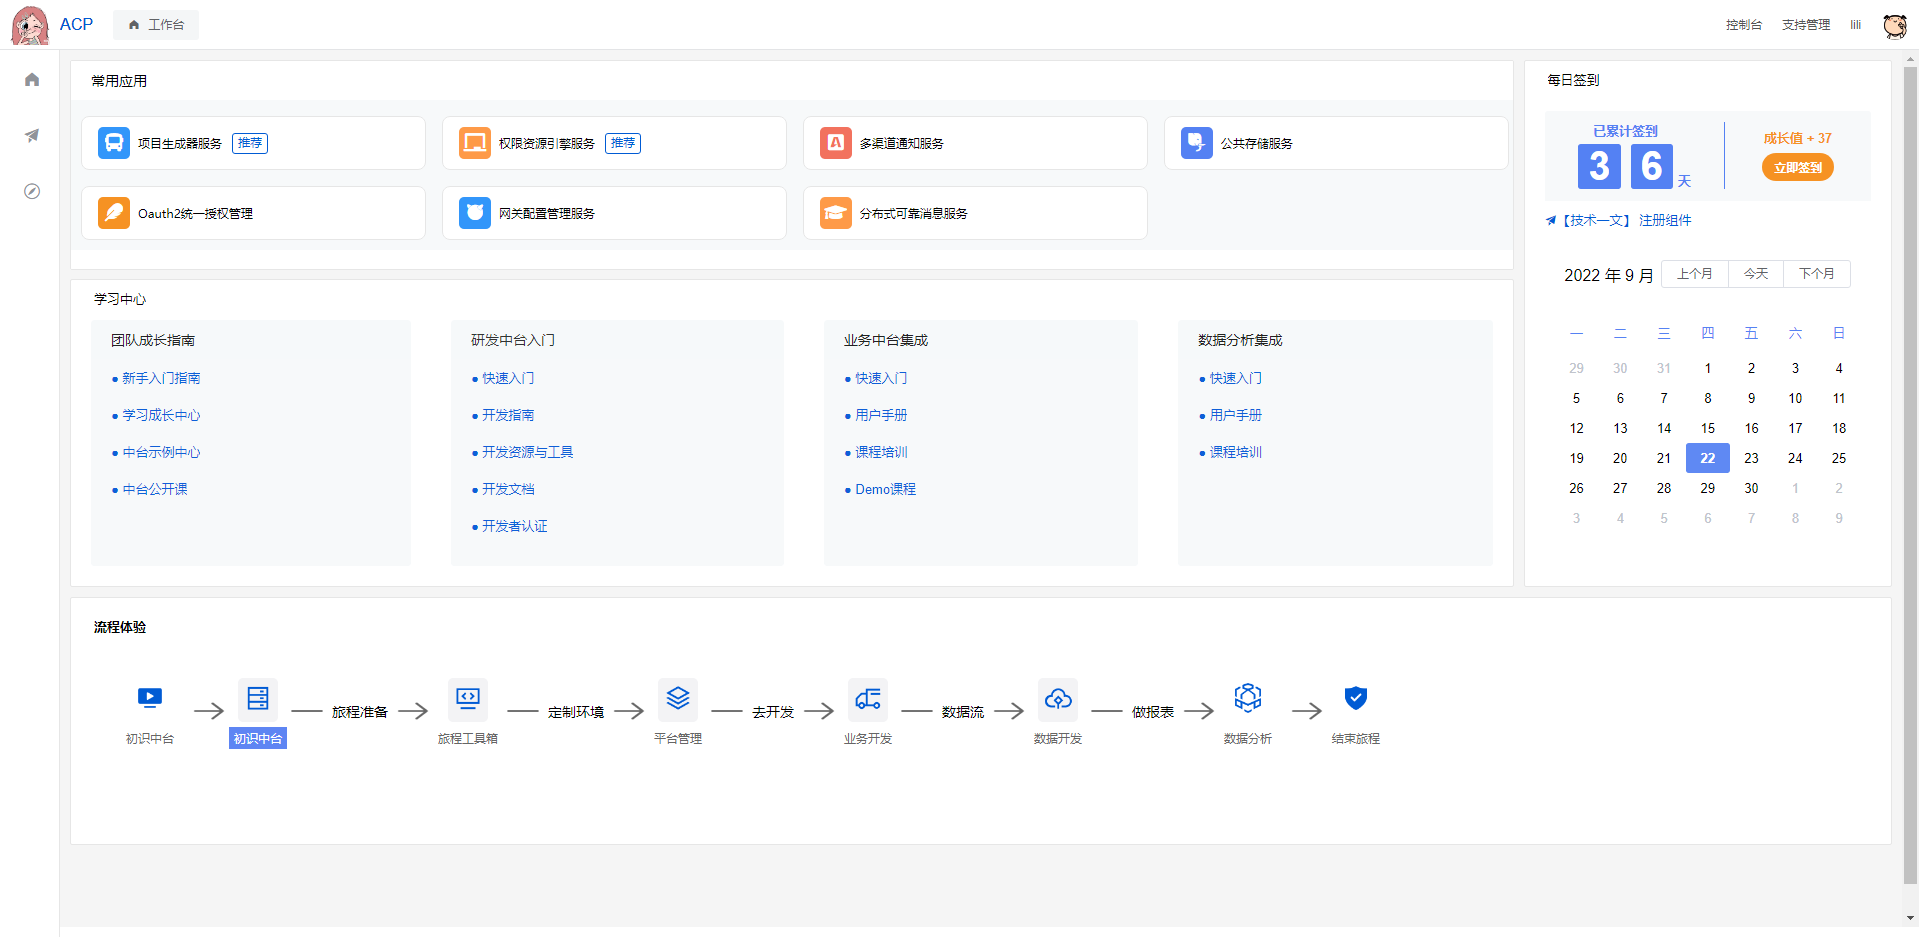 ACP
工作台
控制台
支持管理
lili
常用应用
项目生成器服务 推荐
权限资源引擎服务 推荐
多渠道通知服务
公共存储服务
Oauth2统一授权管理
网关配置管理服务
分布式可靠消息服务
每日签到
已累计签到
3 6 天
成长值 + 37
立即签到
【技术一文】 注册组件
2022 年 9 月
上个月 今天 下个月
一 二 三 四 五 六 日
29 30 31 1 2 3 4
5 6 7 8 9 10 11
12 13 14 15 16 17 18
19 20 21 22 23 24 25
26 27 28 29 30 1 2
3 4 5 6 7 8 9
学习中心
团队成长指南
新手入门指南
学习成长中心
中台示例中心
中台公开课
研发中台入门
快速入门
开发指南
开发资源与工具
开发文档
开发者认证
业务中台集成
快速入门
用户手册
课程培训
Demo课程
数据分析集成
快速入门
用户手册
课程培训
流程体验
初识中台
初识中台
旅程准备
旅程工具箱
定制环境
平台管理
去开发
业务开发
数据流
数据开发
做报表
数据分析
结束旅程